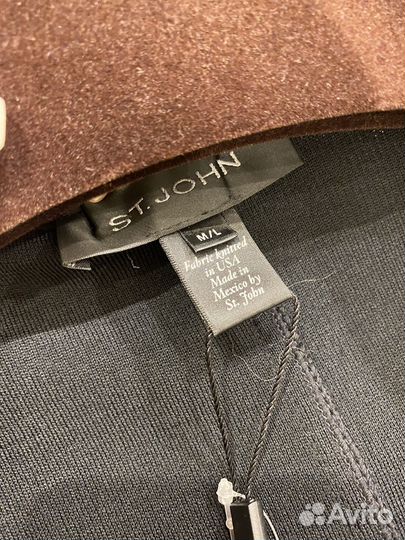 ST. JOHN
M/L
Fabric knitted
in USA
Made in
Mexico by
St. John
Avito